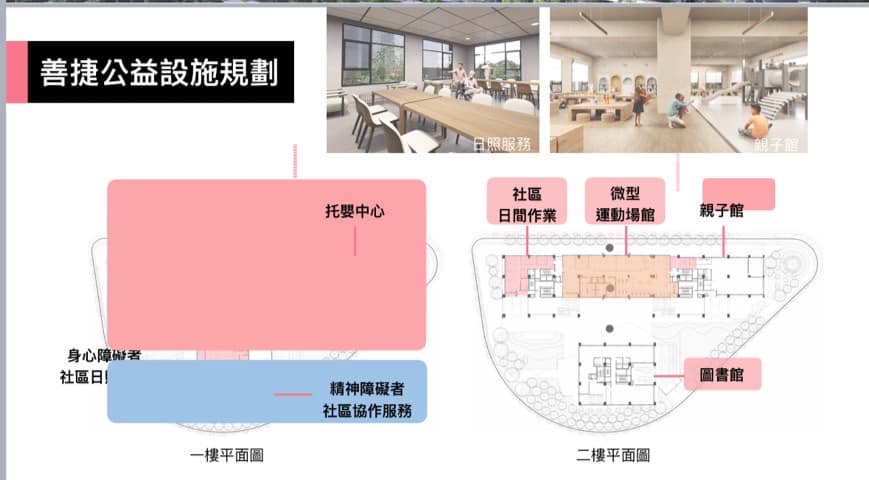 善捷公益設施規劃
日照服務
親子館
托嬰中心
社區
日間作業
微型
運動場館
親子館
身心障礙者
社區日
精神障礙者
社區協作服務
圖書館
一樓平面圖
二樓平面圖